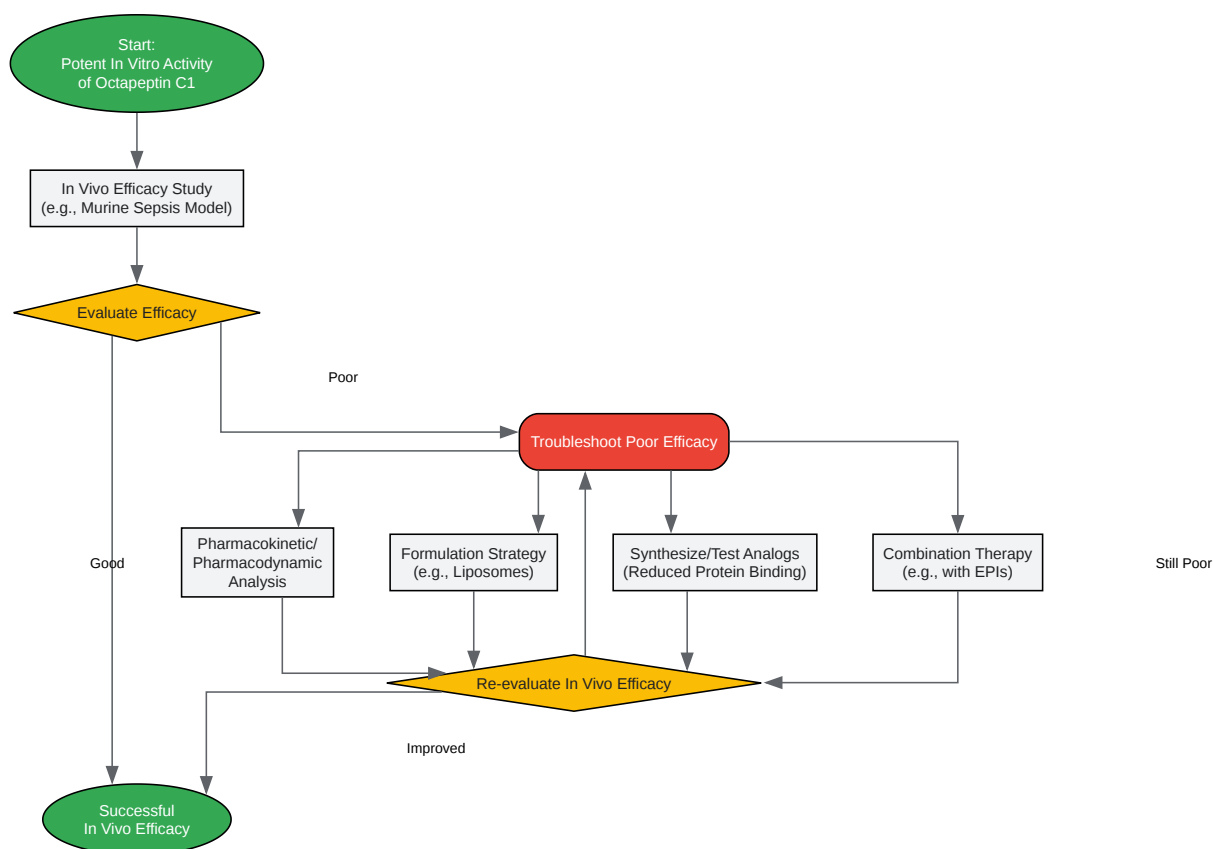 Start:
Potent In Vitro Activity
of Octapeptin C1
In Vivo Efficacy Study
(e.g., Murine Sepsis Model)
Evaluate Efficacy
Poor
Troubleshoot Poor Efficacy
Pharmacokinetic/
Pharmacodynamic
Analysis
Formulation Strategy
(e.g., Liposomes)
Synthesize/Test Analogs
(Reduced Protein Binding)
Combination Therapy
(e.g., with EPIs)
Good
Still Poor
Re-evaluate In Vivo Efficacy
Improved
Successful
In Vivo Efficacy